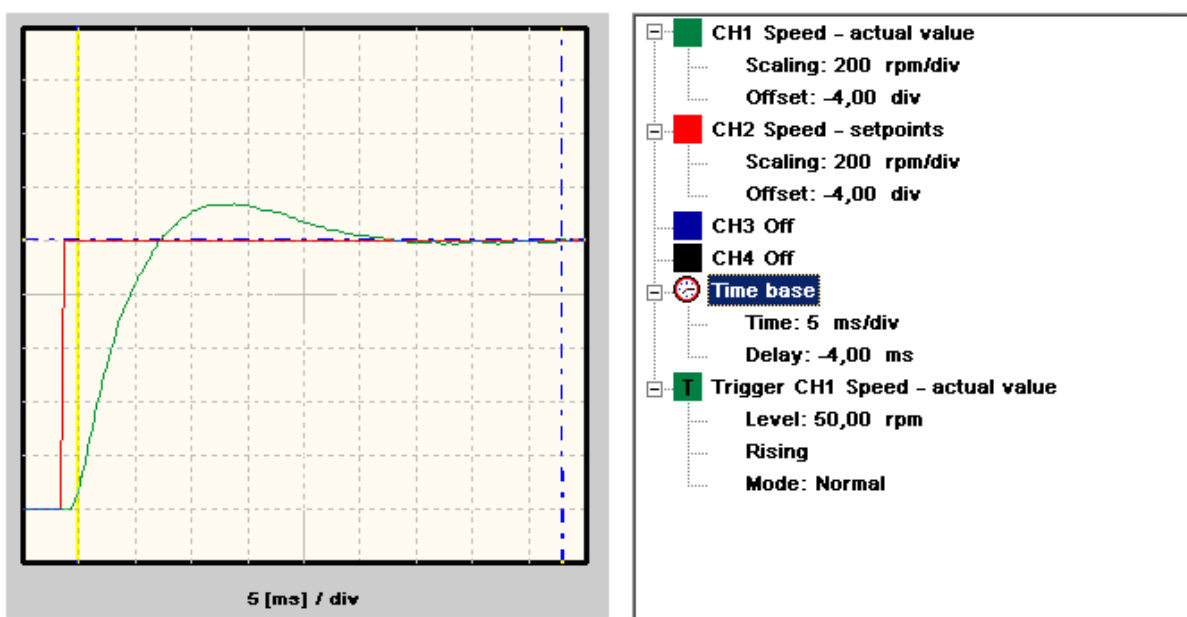 CH1 Speed - actual value
Scaling: 200 rpm/div
Offset: -4,00 div
CH2 Speed - setpoints
Scaling: 200 rpm/div
Offset: -4,00 div
CH3 Off
CH4 Off
Time base
Time: 5 ms/div
Delay: -4,00 ms
T Trigger CH1 Speed - actual value
Level: 50,00 rpm
Rising
Mode: Normal
5 [ms] / div